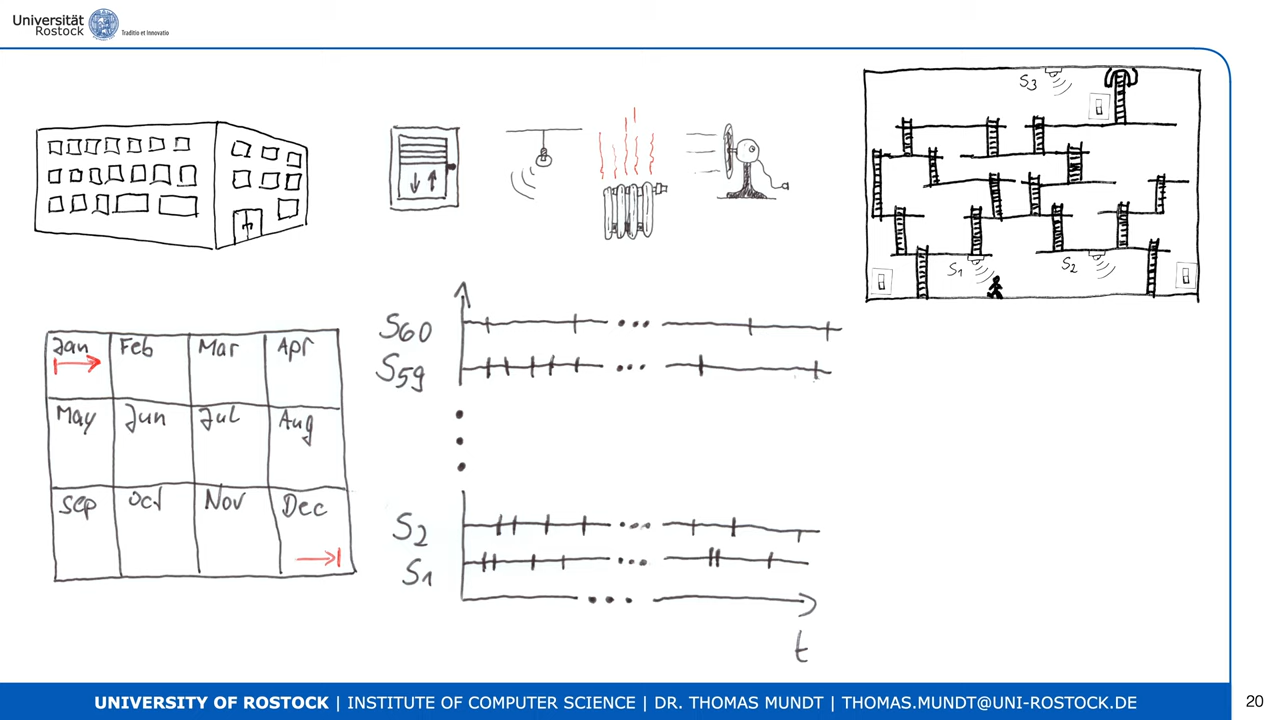 Universität
Rostock
Traditio et Innovatio
S3
S1
S2
Jan
Feb
Mar
Apr
May
Jun
Jul
Aug
Sep
Oct
Nov
Dec
S60
S59
S2
S1
t
UNIVERSITY OF ROSTOCK | INSTITUTE OF COMPUTER SCIENCE | DR. THOMAS MUNDT | THOMAS.MUNDT@UNI-ROSTOCK.DE
20